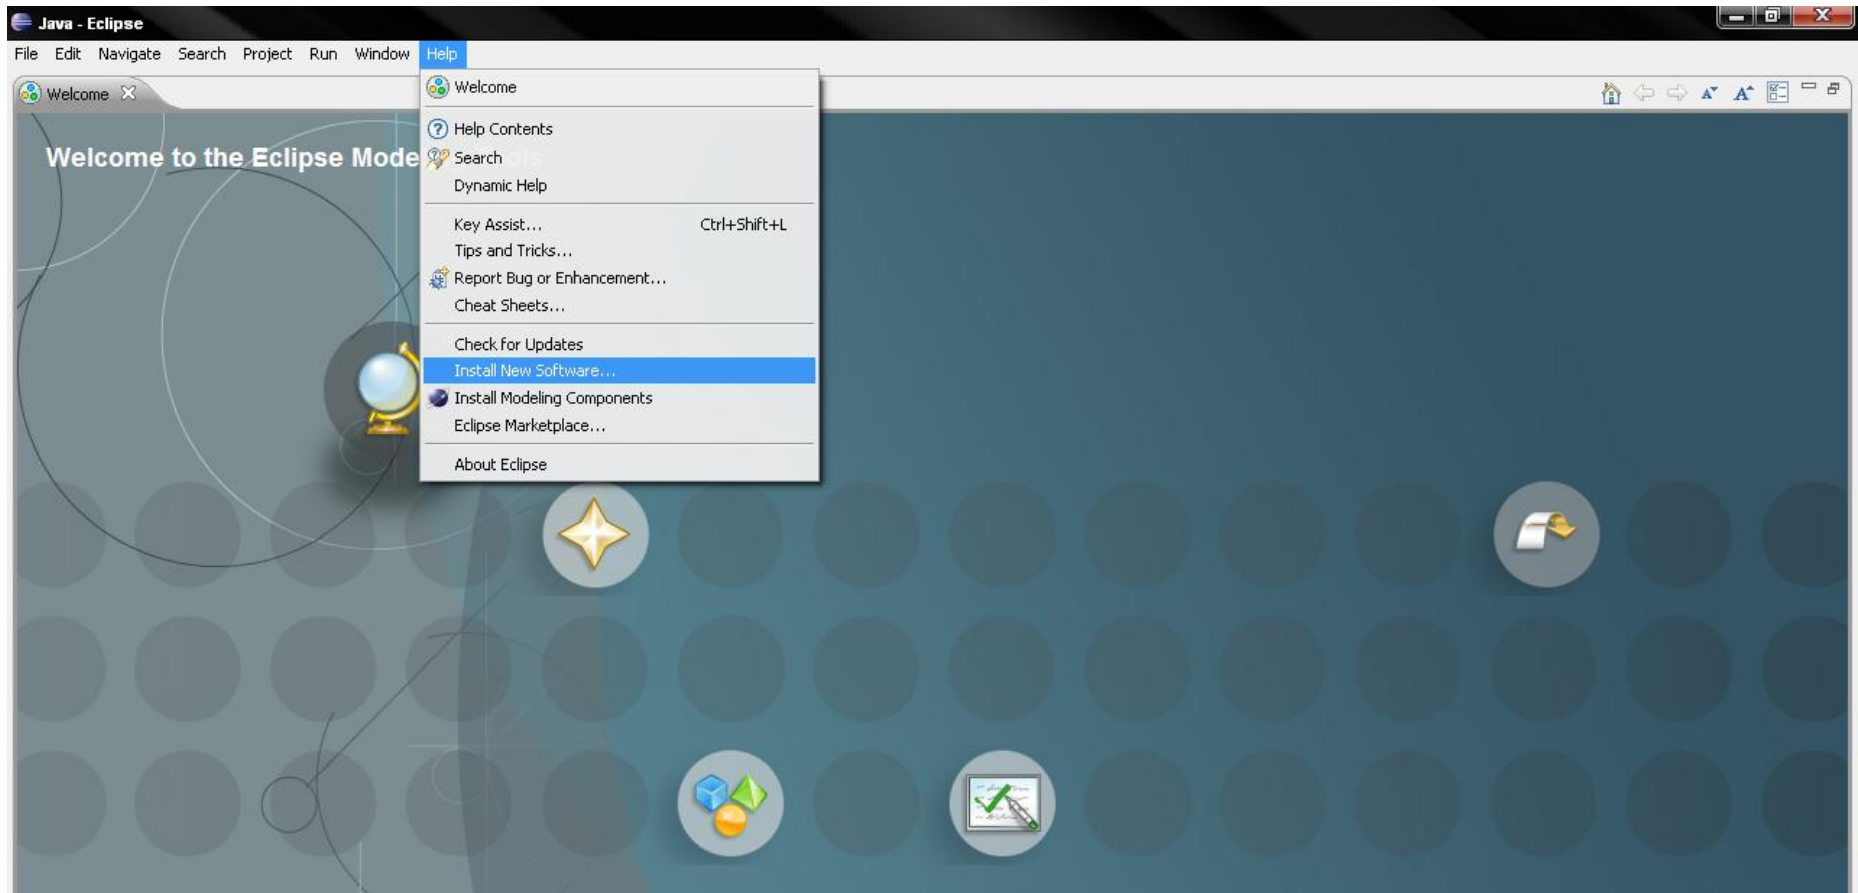 Java - Eclipse
File Edit Navigate Search Project Run Window Help
Welcome
Welcome to the Eclipse Mode ols
Welcome
Help Contents
Search
Dynamic Help
Key Assist... Ctrl+Shift+L
Tips and Tricks...
Report Bug or Enhancement...
Cheat Sheets...
Check for Updates
Install New Software...
Install Modeling Components
Eclipse Marketplace...
About Eclipse